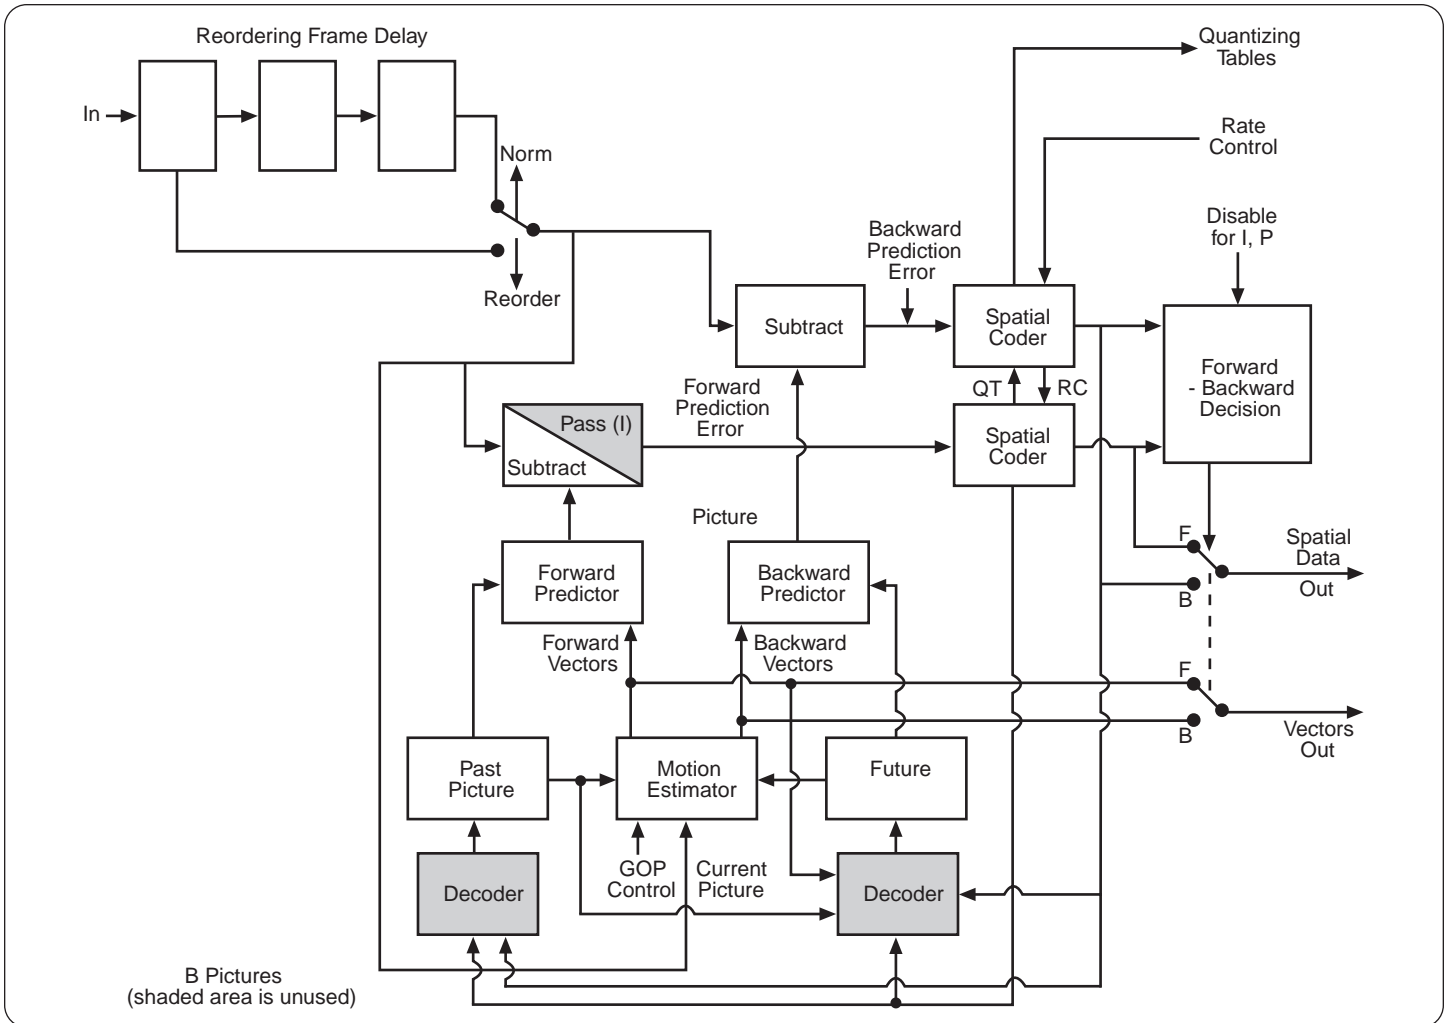 Reordering Frame Delay
In
Norm
Reorder
Quantizing
Tables
Rate
Control
Disable
for I, P
Backward
Prediction
Error
Subtract
Spatial
Coder
Forward
- Backward
Decision
QT
RC
Forward
Prediction
Error
Pass (I)
Subtract
Spatial
Coder
Picture
Forward
Predictor
Backward
Predictor
F
B
Spatial
Data
Out
Forward
Vectors
Backward
Vectors
F
B
Vectors
Out
Past
Picture
Motion
Estimator
Future
Decoder
GOP
Control
Current
Picture
Decoder
B Pictures
(shaded area is unused)